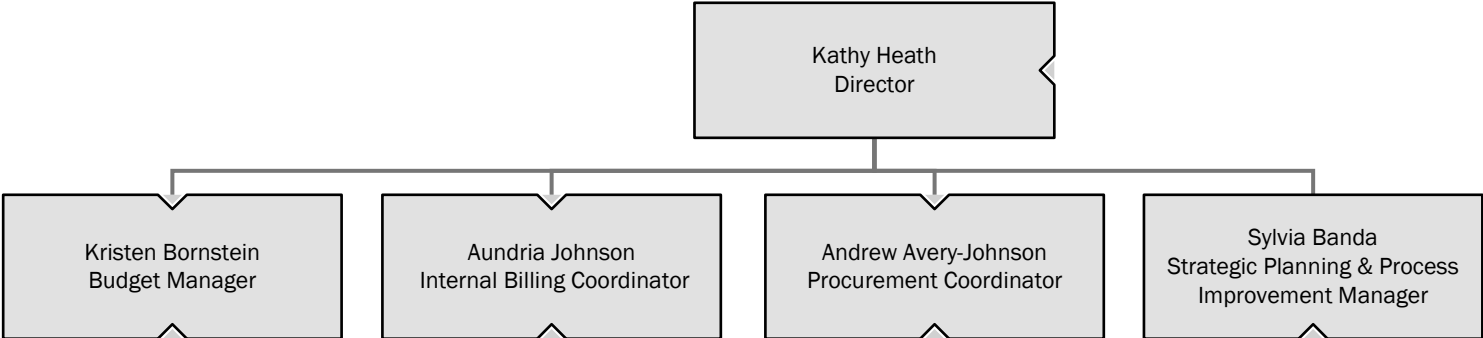 Kathy Heath
Director
Kristen Bornstein
Budget Manager
Aundria Johnson
Internal Billing Coordinator
Andrew Avery-Johnson
Procurement Coordinator
Sylvia Banda
Strategic Planning & Process
Improvement Manager